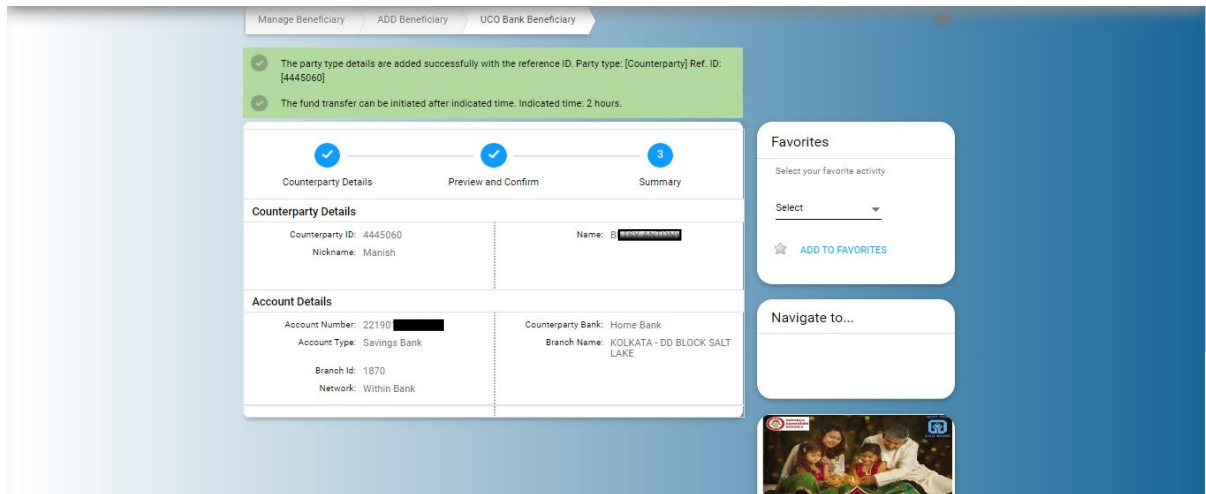 Manage Beneficiary ADD Beneficiary UCO Bank Beneficiary
The party type details are added successfully with the reference ID. Party type: [Counterparty] Ref. ID:
[4445060]
The fund transfer can be initiated after indicated time. Indicated time: 2 hours.
3
Counterparty Details Preview and Confirm Summary
Counterparty Details
Counterparty ID: 4445060 Name: B
Nickname: Manish
Account Details
Account Number: 22190 Counterparty Bank: Home Bank
Account Type: Savings Bank Branch Name: KOLKATA - DD BLOCK SALT
LAKE
Branch Id: 1870
Network: Within Bank
Favorites
Select your favorite activity
Select
ADD TO FAVORITES
Navigate to...
UCO BANK